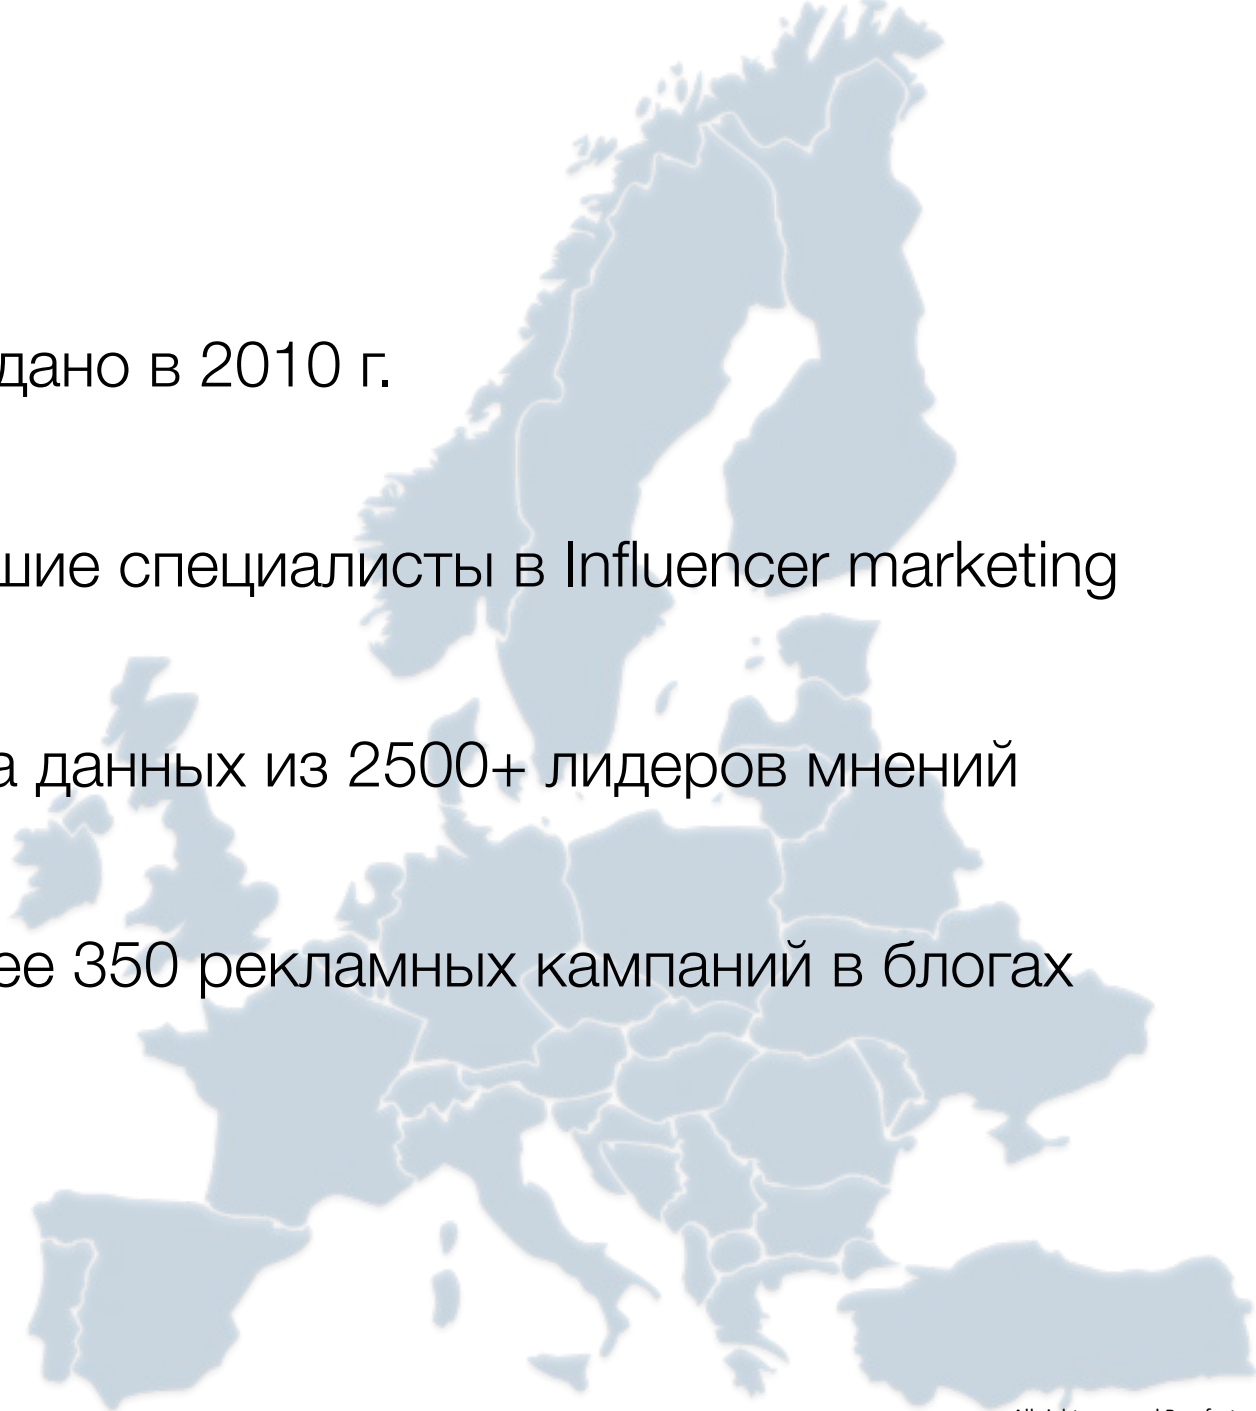 дано в 2010 г.
шие специалисты в Influencer marketing
а данных из 2500+ лидеров мнений
ее 350 рекламных кампаний в блогах